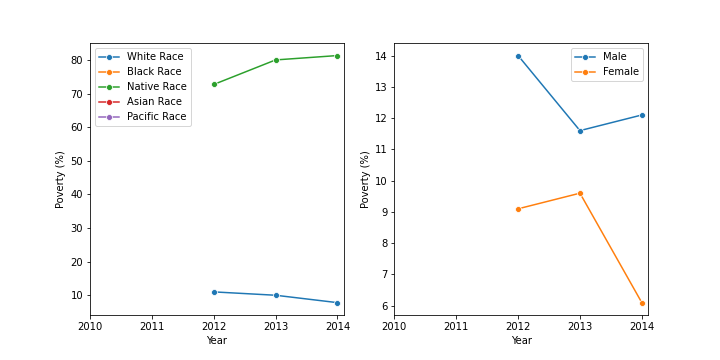 White Race
Black Race
Native Race
Asian Race
Pacific Race
80
70
60
50
40
30
20
10
Poverty (%)
2010 2011 2012 2013 2014
Year
Male
Female
14
13
12
11
10
9
8
7
6
Poverty (%)
2010 2011 2012 2013 2014
Year